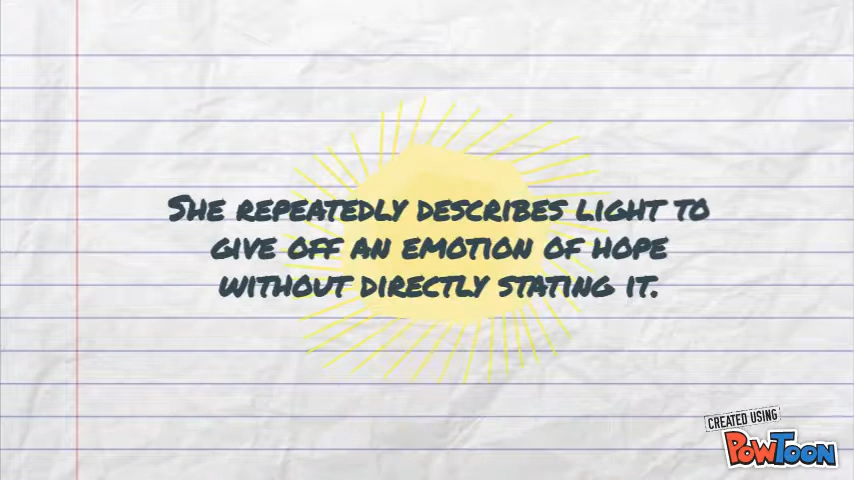 She repeatedly describes light to
give off an emotion of hope
without directly stating it.
CREATED USING
PowToon